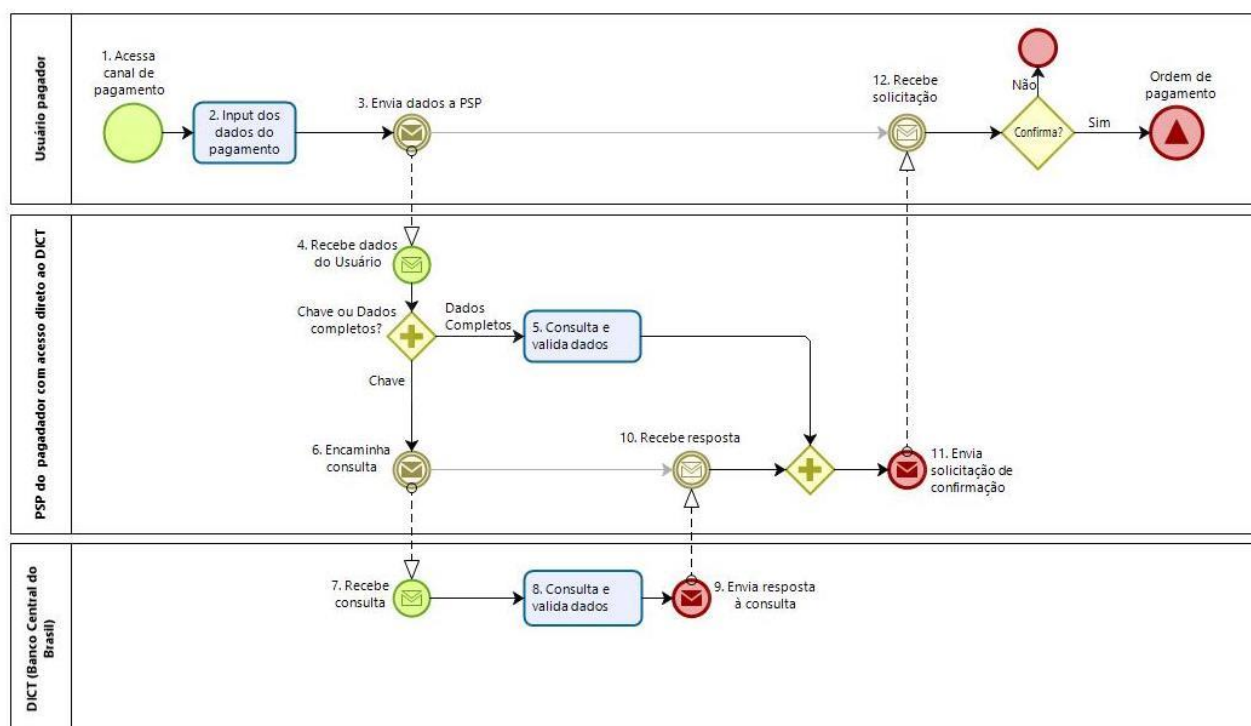 Usuário pagador
1. Acessa
canal de
pagamento
2. Input dos
dados do
pagamento
3. Envia dados a PSP
12. Recebe
solicitação
Não
Confirma?
Sim
Ordem de
pagamento
PSP do pagadador com acesso direto ao DICT
4. Recebe dados
do Usuário
Chave ou Dados
completos?
Dados
Completos
5. Consulta e
valida dados
Chave
6. Encaminha
consulta
10. Recebe resposta
11. Envia
solicitação de
confirmação
DICT (Banco Central do
Brasil)
7. Recebe
consulta
8. Consulta e
valida dados
9. Envia resposta
à consulta